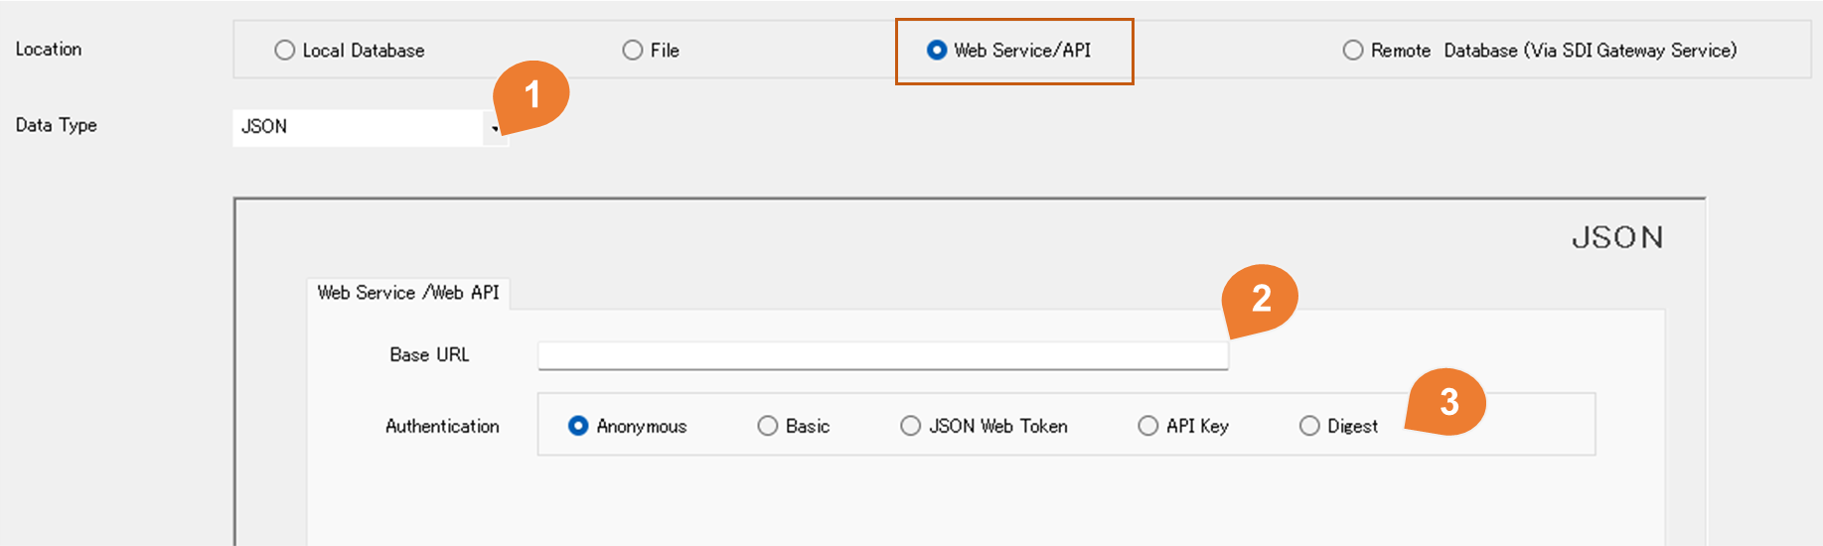 Location Local Database File Web Service/API Remote Database (Via SDI Gateway Service)
1
Data Type JSON
JSON
Web Service /Web API
2
Base URL
3
Authentication Anonymous Basic JSON Web Token API Key Digest